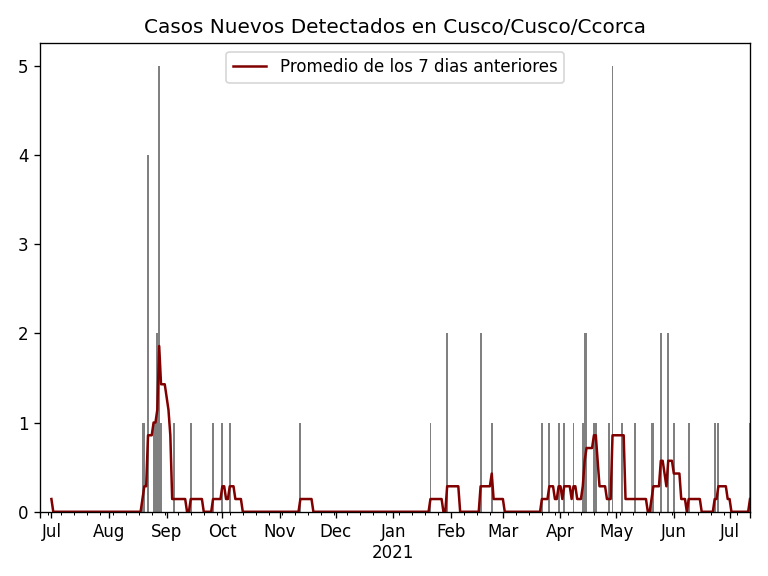 Casos Nuevos Detectados en Cusco/Cusco/Ccorca
Promedio de los 7 dias anteriores
5
4
3
2
1
0
Jul Aug Sep Oct Nov Dec Jan Feb Mar Apr May Jun Jul
2021